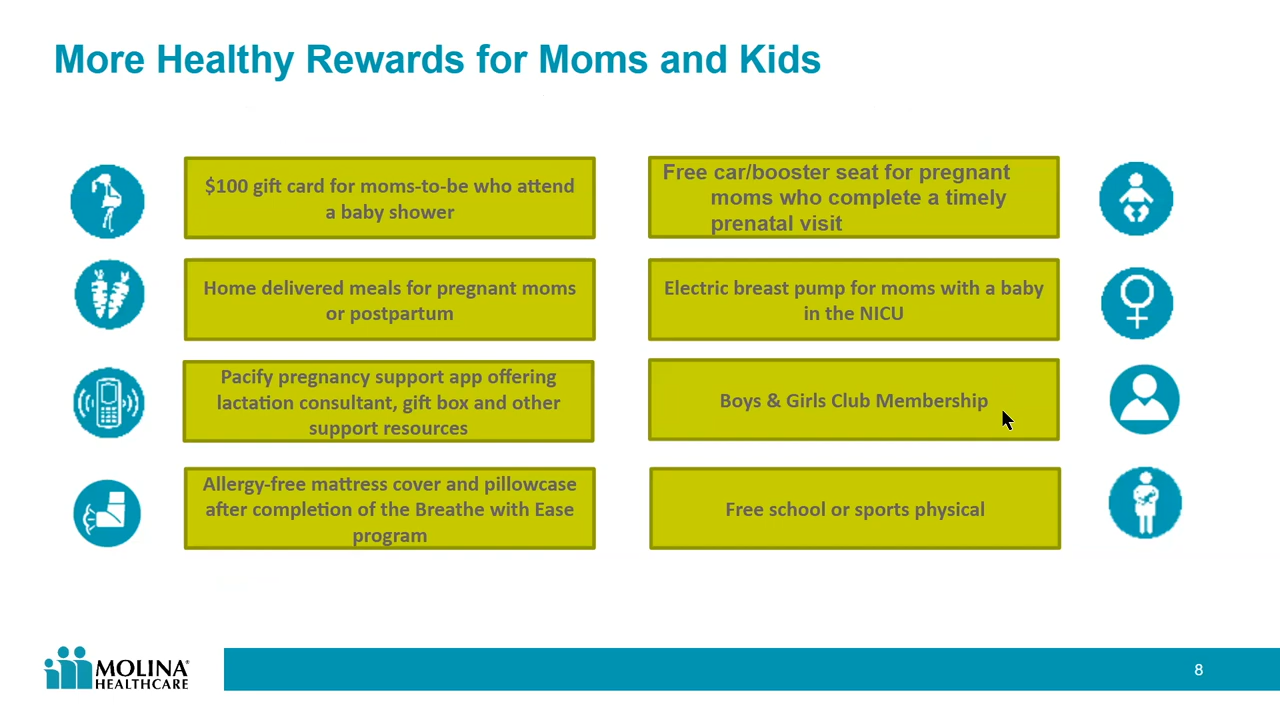 More Healthy Rewards for Moms and Kids
$100 gift card for moms-to-be who attend
a baby shower
Free car/booster seat for pregnant
moms who complete a timely
prenatal visit
Home delivered meals for pregnant moms
or postpartum
Electric breast pump for moms with a baby
in the NICU
Pacify pregnancy support app offering
lactation consultant, gift box and other
support resources
Boys & Girls Club Membership
Allergy-free mattress cover and pillowcase
after completion of the Breathe with Ease
program
Free school or sports physical
MOLINA®
HEALTHCARE
8